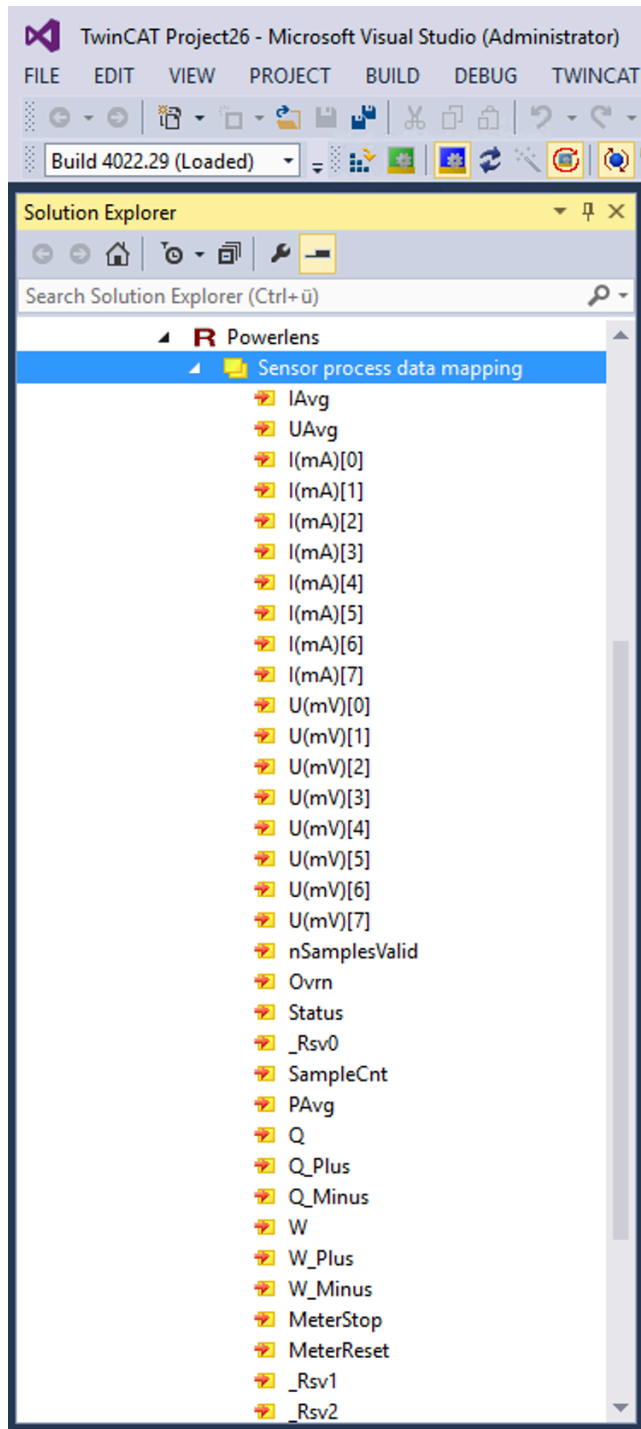 TwinCAT Project26 - Microsoft Visual Studio (Administrator)
FILE EDIT VIEW PROJECT BUILD DEBUG TWINCAT
Build 4022.29 (Loaded)
Solution Explorer
Search Solution Explorer (Ctrl+ü)
R Powerlens
Sensor process data mapping
IAvg
UAvg
I(mA)[0]
I(mA)[1]
I(mA)[2]
I(mA)[3]
I(mA)[4]
I(mA)[5]
I(mA)[6]
I(mA)[7]
U(mV)[0]
U(mV)[1]
U(mV)[2]
U(mV)[3]
U(mV)[4]
U(mV)[5]
U(mV)[6]
U(mV)[7]
nSamplesValid
Ovrn
Status
_Rsv0
SampleCnt
PAvg
Q
Q_Plus
Q_Minus
W
W_Plus
W_Minus
MeterStop
MeterReset
_Rsv1
_Rsv2